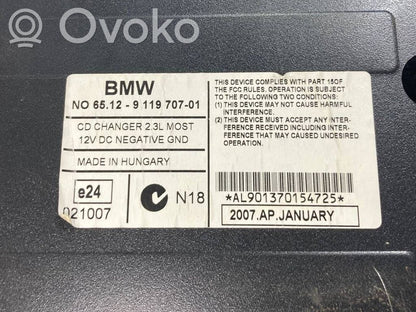 Ovoko
BMW
NO 65.12 - 9 119 707-01
CD CHANGER 2.3L MOST
12V DC NEGATIVE GND
MADE IN HUNGARY
e24
021007
N18
THIS DEVICE COMPLIES WITH PART 15OF
THE FCC RULES. OPERATION IS SUBJECT
TO THE FOLLOWING TWO CONDITIONS:
(1) THIS DEVICE MAY NOT CAUSE HARMFUL
INTERFERENCE.
(2) THIS DEVICE MUST ACCEPT ANY INTER-
FERENCE RECEIVED INCLUDING INTER-
FERENCE THAT MAY CAUSED UNDESIRED
OPERATION.
*AL901370154725*
2007.AP.JANUARY